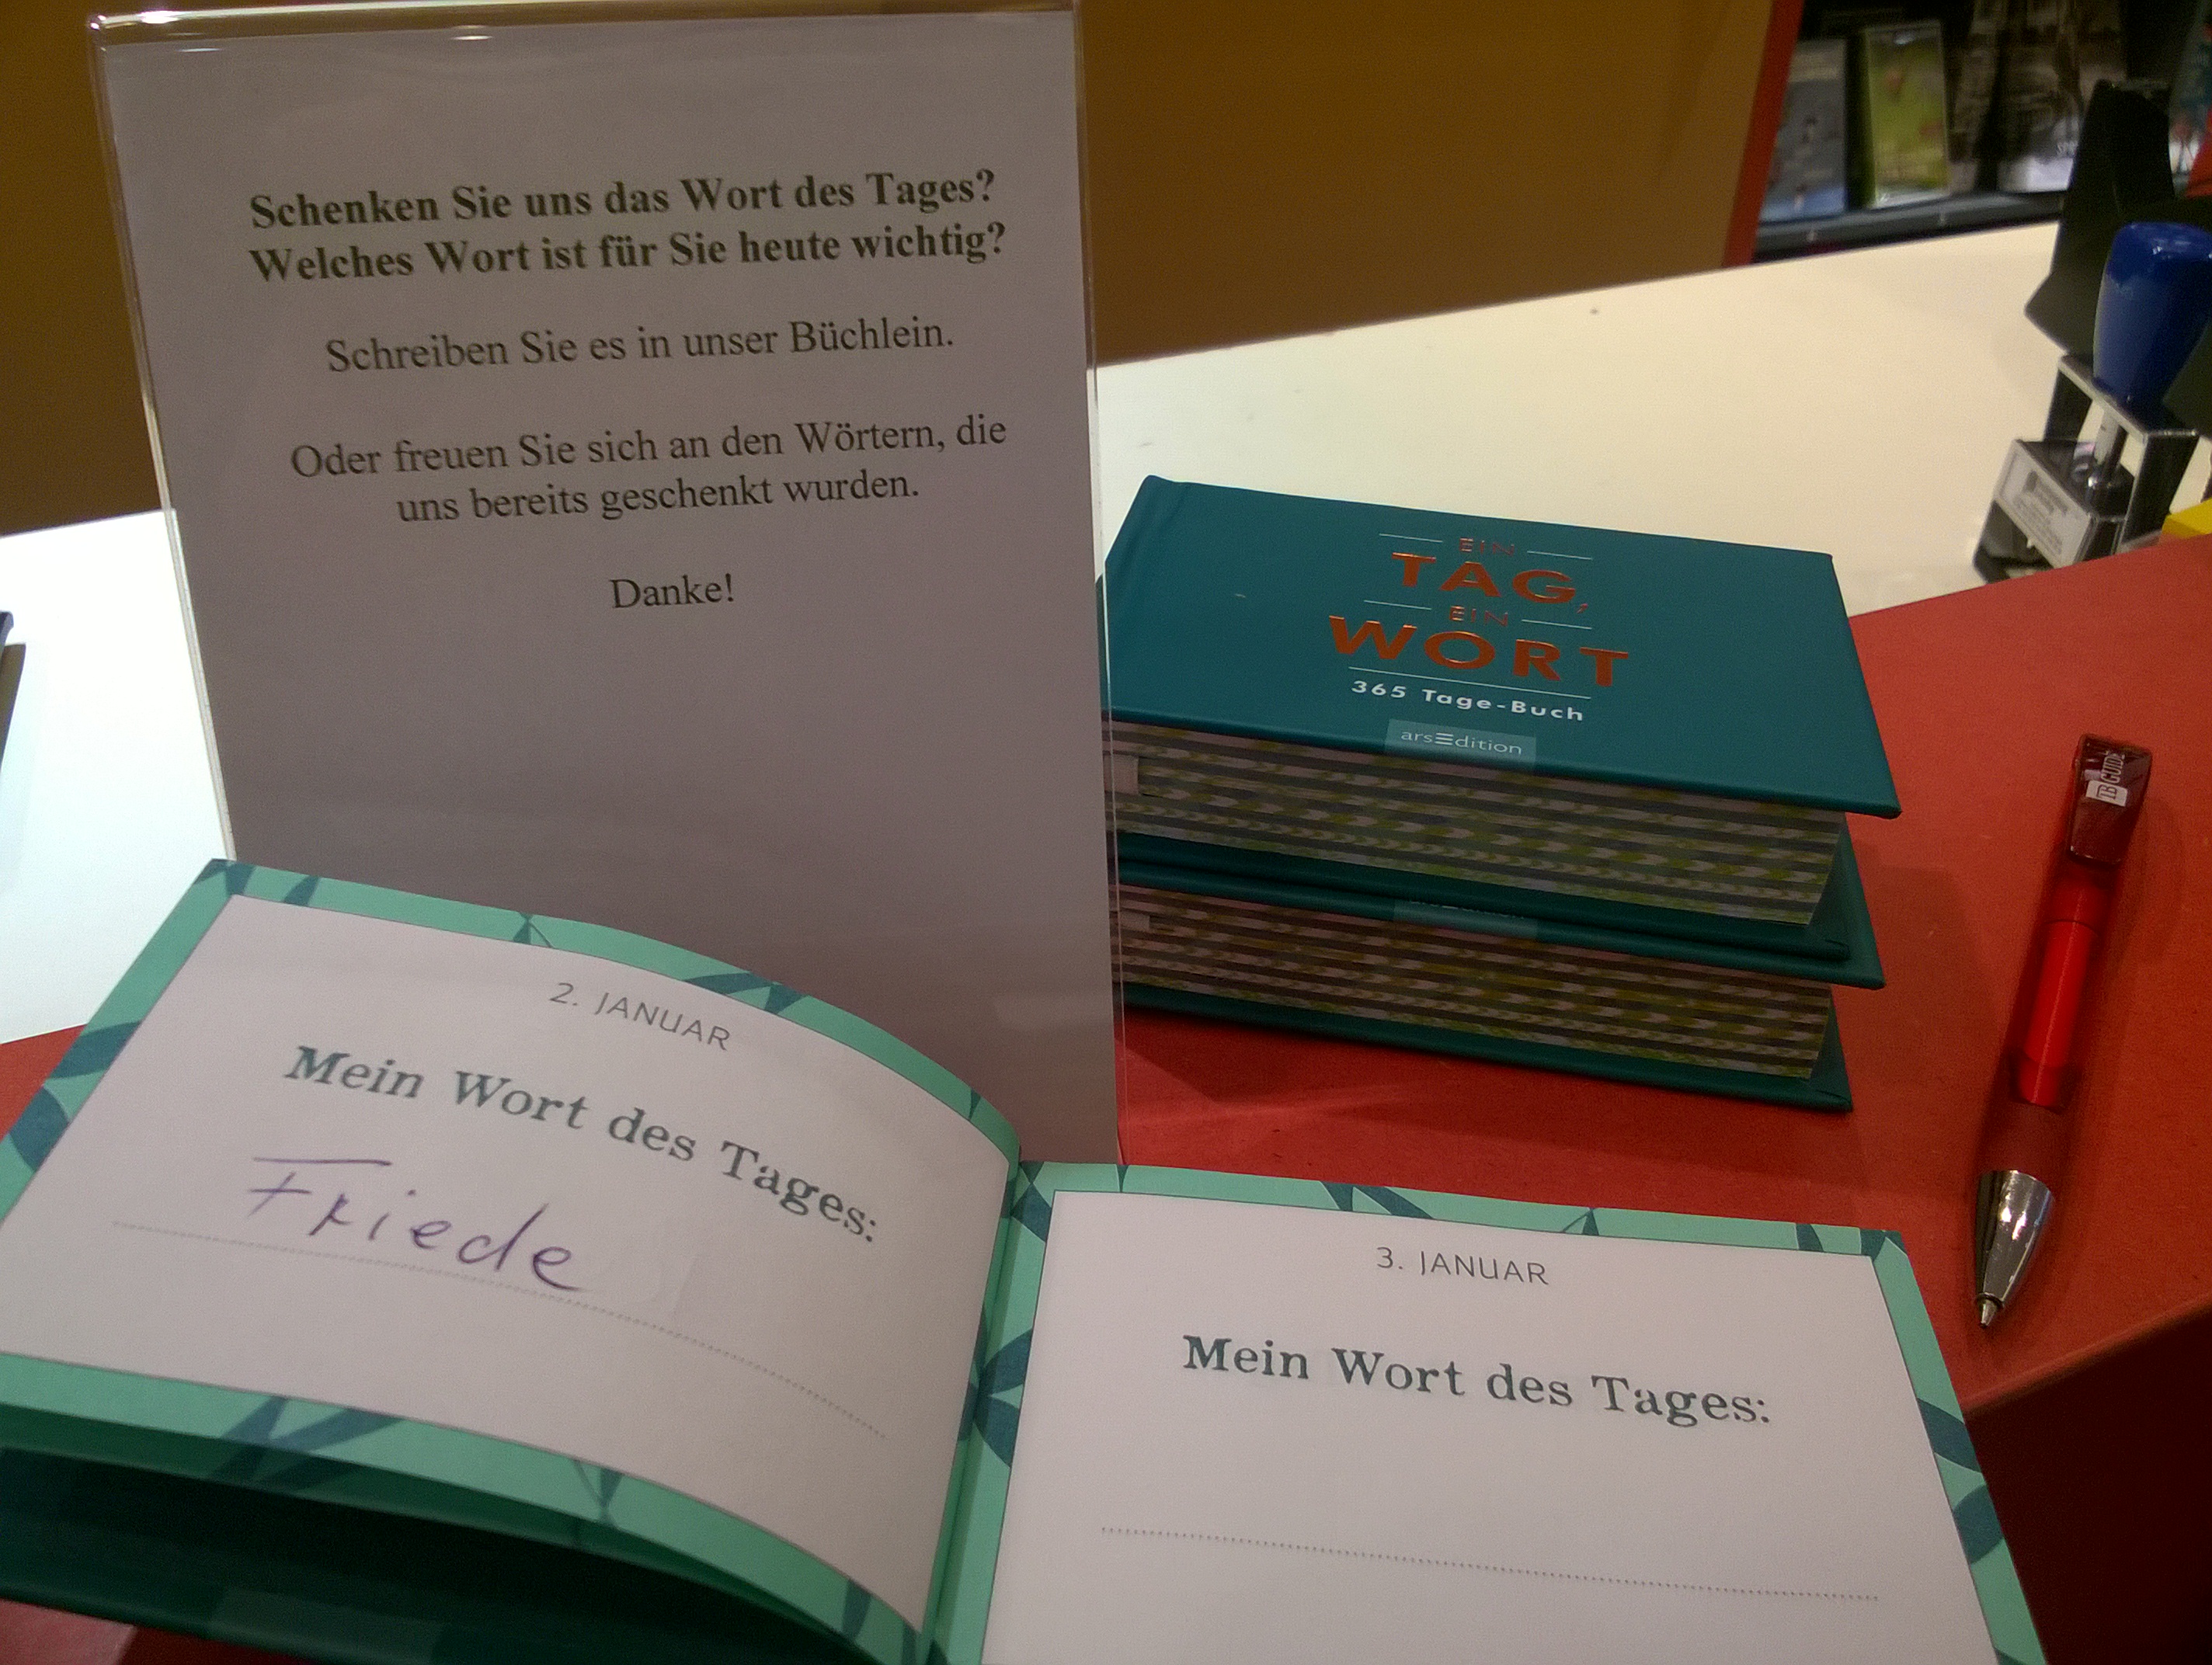 Schenken Sie uns das Wort des Tages?
Welches Wort ist für Sie heute wichtig?
Schreiben Sie es in unser Büchlein.
Oder freuen Sie sich an den Wörtern, die
uns bereits geschenkt wurden.
Danke!
EIN
TAG,
EIN
WORT
365 Tage-Buch
arsEdition
GUIDE
2. JANUAR
Mein Wort des Tages:
Friede
3. JANUAR
Mein Wort des Tages: